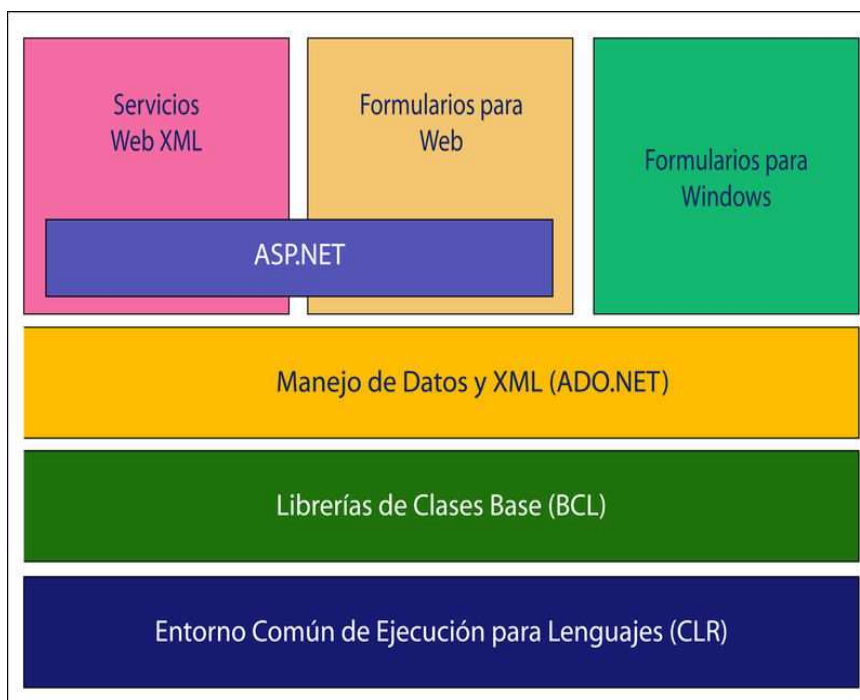 Servicios
Web XML
Formularios para
Web
Formularios para
Windows
ASP.NET
Manejo de Datos y XML (ADO.NET)
Librerías de Clases Base (BCL)
Entorno Común de Ejecución para Lenguajes (CLR)